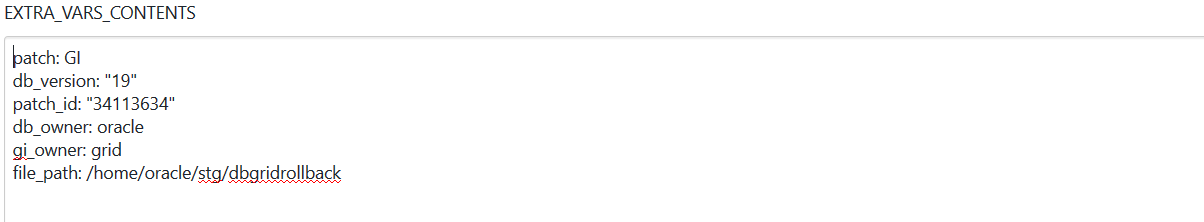 EXTRA_VARS_CONTENTS
patch: GI
db_version: "19"
patch_id: "34113634"
db_owner: oracle
gi_owner: grid
file_path: /home/oracle/stg/dbgridrollback